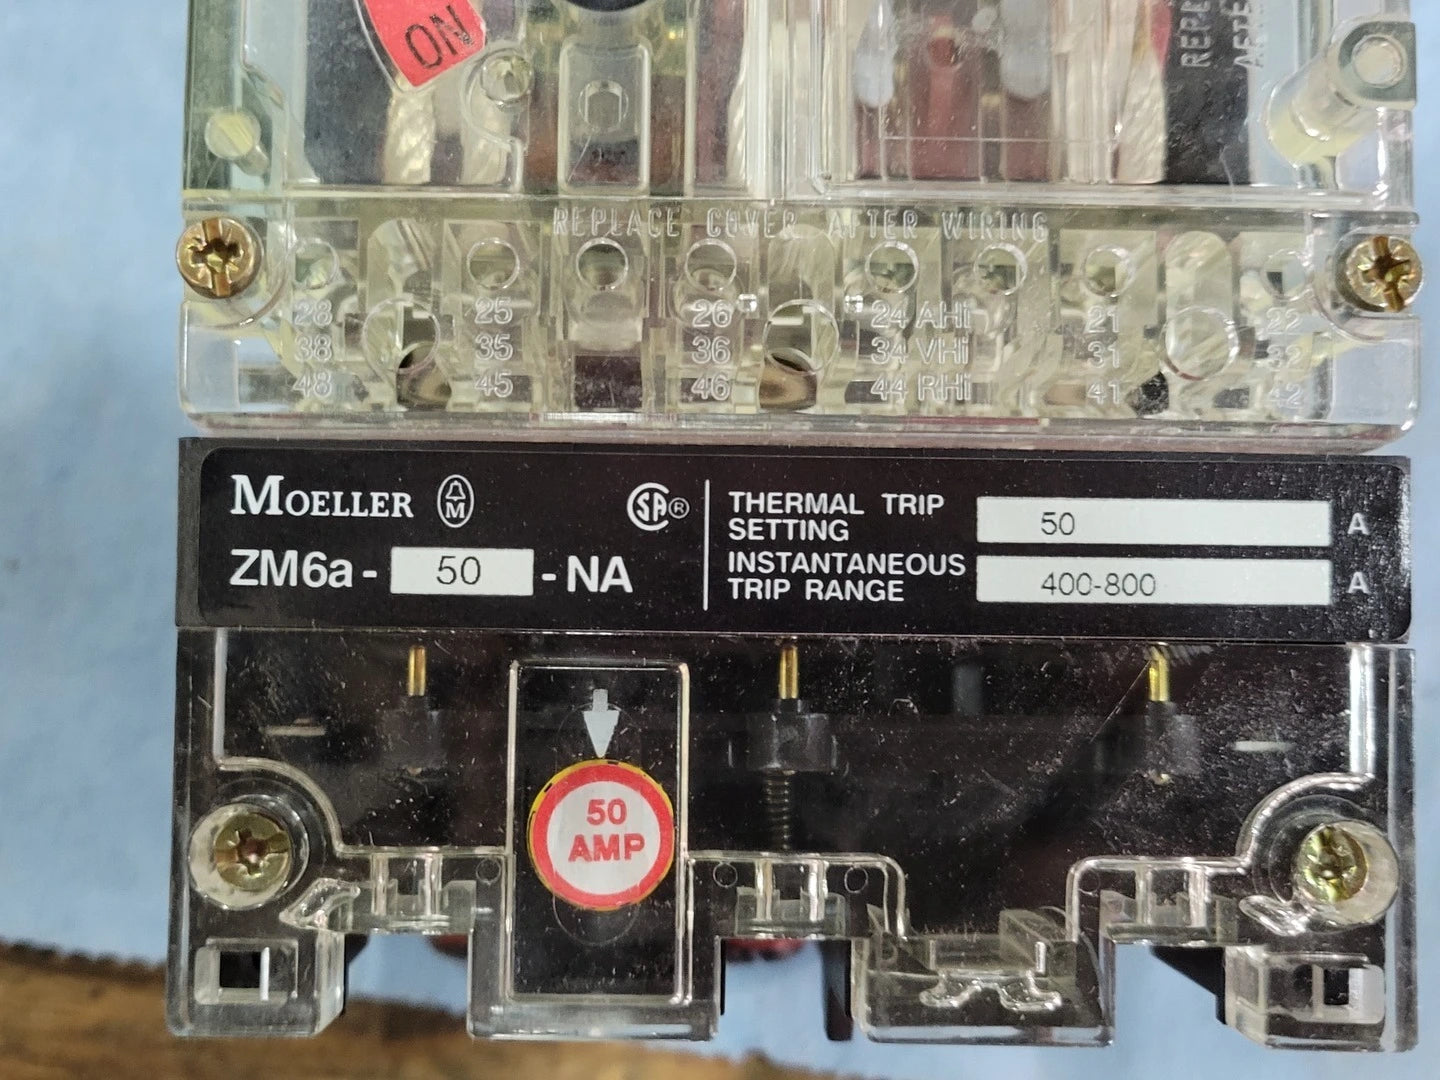 ON
REPLACE COVER AFTER WIRING
28 25 26 24 AHi 21 22
38 35 36 34 VHi 31 32
48 45 46 44 RHi 41 42
MOELLER M SA®
ZM6a- 50 -NA
THERMAL TRIP
SETTING 50 A
INSTANTANEOUS
TRIP RANGE 400-800 A
50
AMP